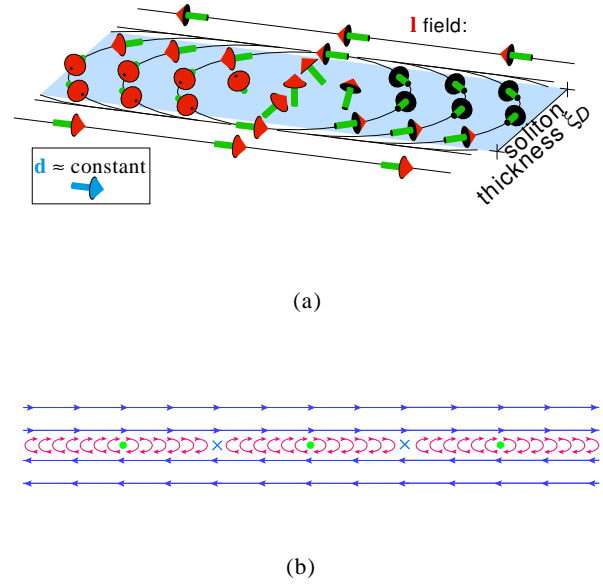 l field:
soliton
thickness ξD
d ≈ constant
(a)
(b)